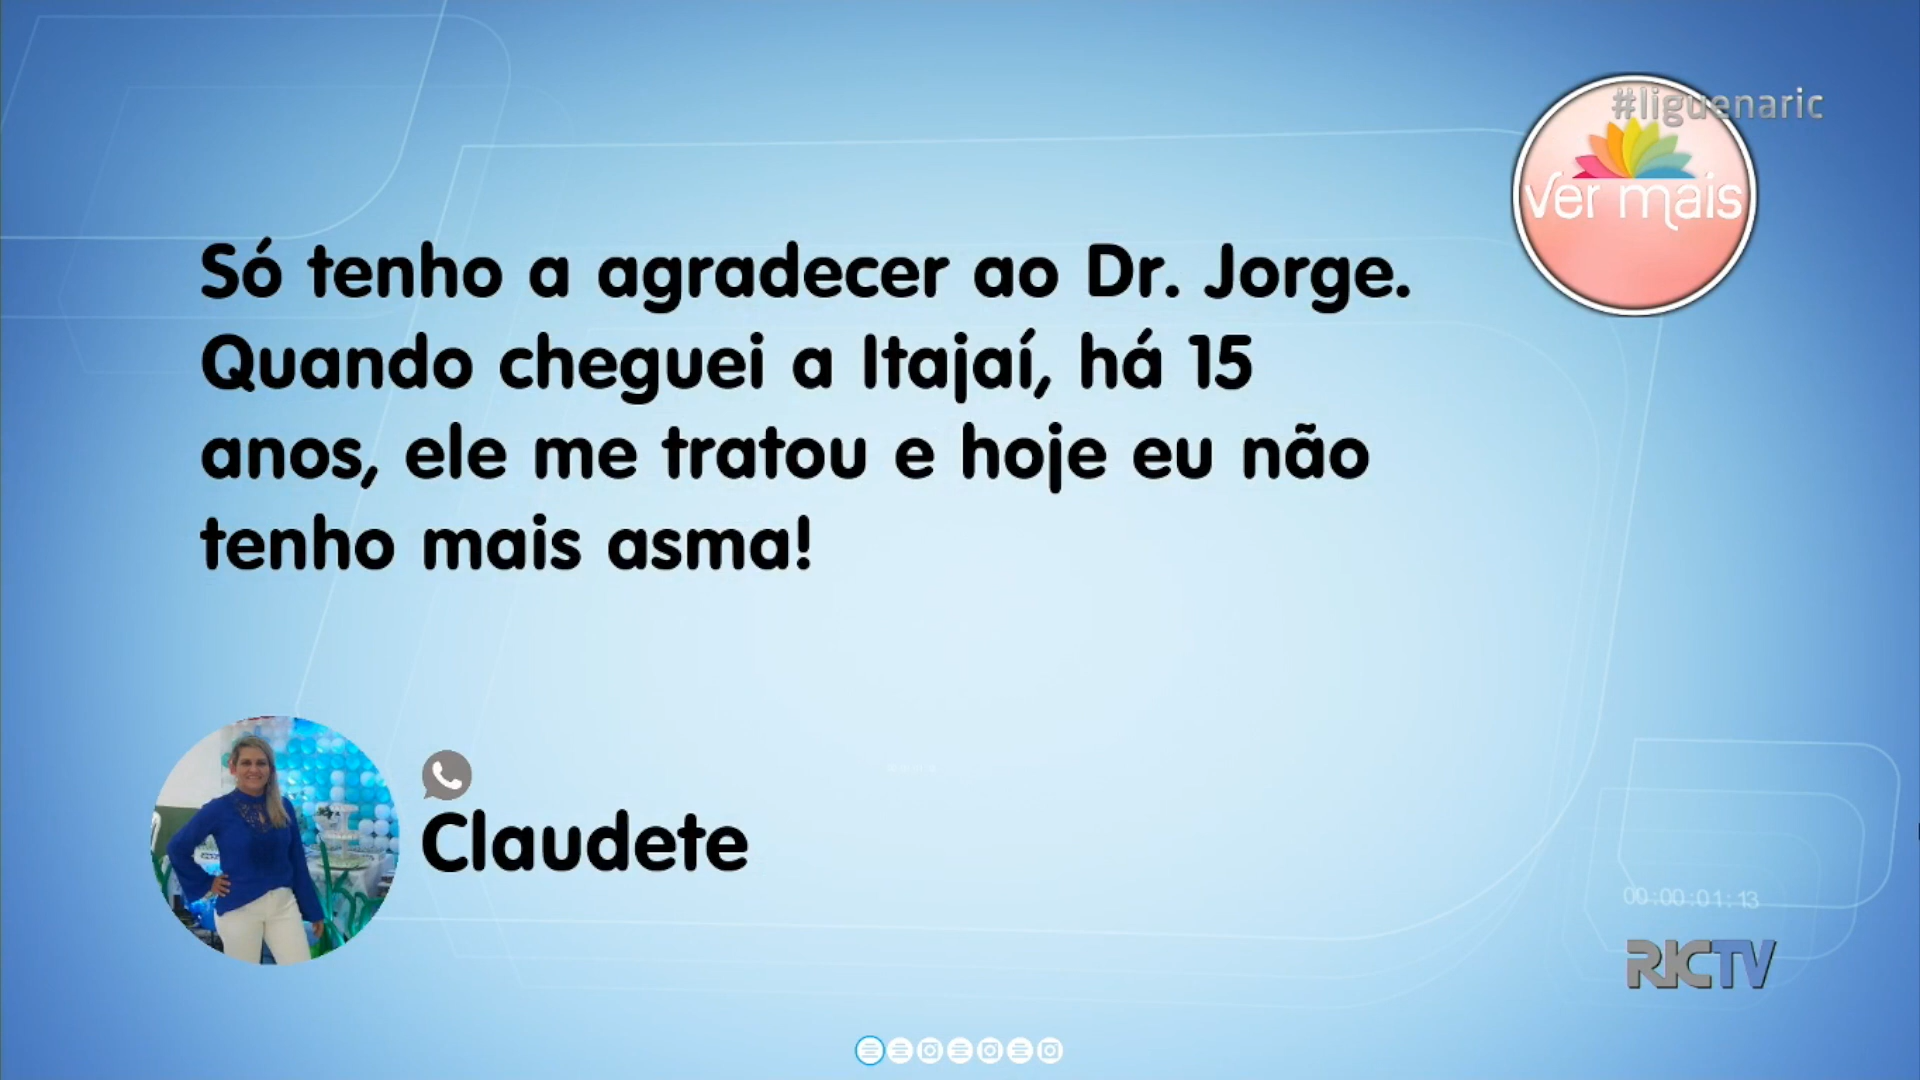 #liguenaric
ver mais
Só tenho a agradecer ao Dr. Jorge.
Quando cheguei a Itajaí, há 15
anos, ele me tratou e hoje eu não
tenho mais asma!
Claudete
00:00:01:13
RICTV